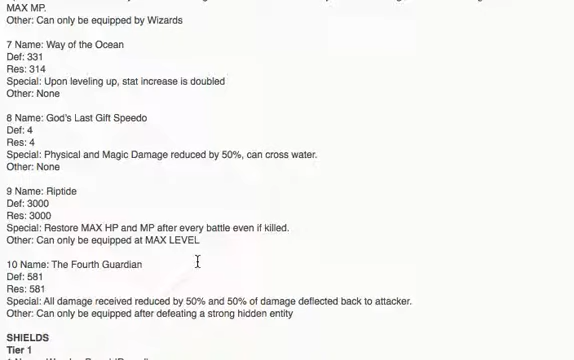 MAX MP.
Other: Can only be equipped by Wizards
7 Name: Way of the Ocean
Def: 331
Res: 314
Special: Upon leveling up, stat increase is doubled
Other: None
8 Name: God's Last Gift Speedo
Def: 4
Res: 4
Special: Physical and Magic Damage reduced by 50%, can cross water.
Other: None
9 Name: Riptide
Def: 3000
Res: 3000
Special: Restore MAX HP and MP after every battle even if killed.
Other: Can only be equipped at MAX LEVEL
10 Name: The Fourth Guardian
Def: 581
Res: 581
Special: All damage received reduced by 50% and 50% of damage deflected back to attacker.
Other: Can only be equipped after defeating a strong hidden entity
SHIELDS
Tier 1